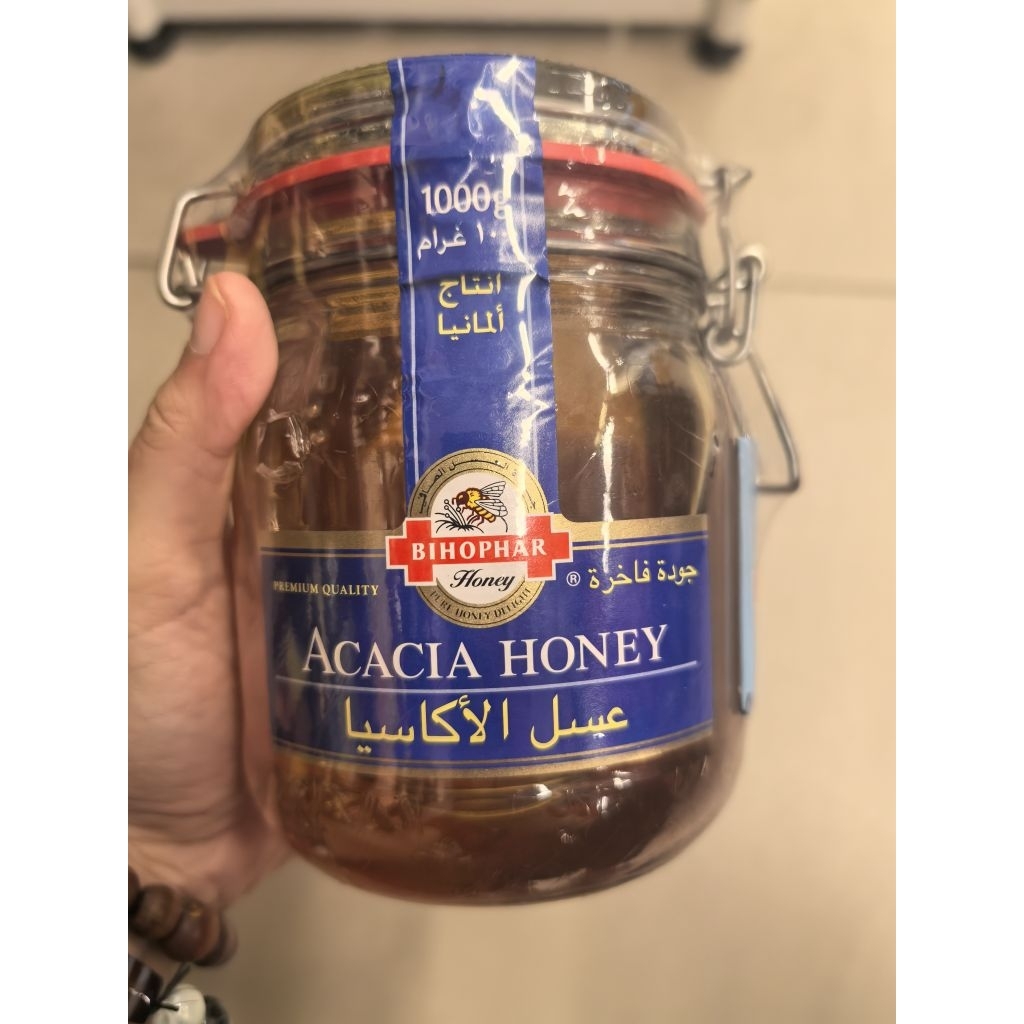 1000g
غرام
انتاج
ألمانيا
BIHOPHAR
Honey
PURE HONEY DELIGHT
PREMIUM QUALITY
® جودة فاخرة
ACACIA HONEY
عسل الأكاسيا